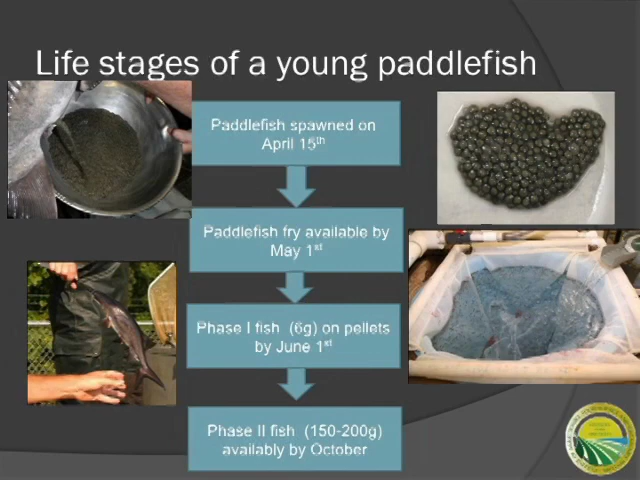 Life stages of a young paddlefish
Paddlefish spawned on
April 15th
Paddlefish fry available by
May 1st
Phase I fish (6g) on pellets
by June 1st
Phase II fish (150-200g)
availably by October